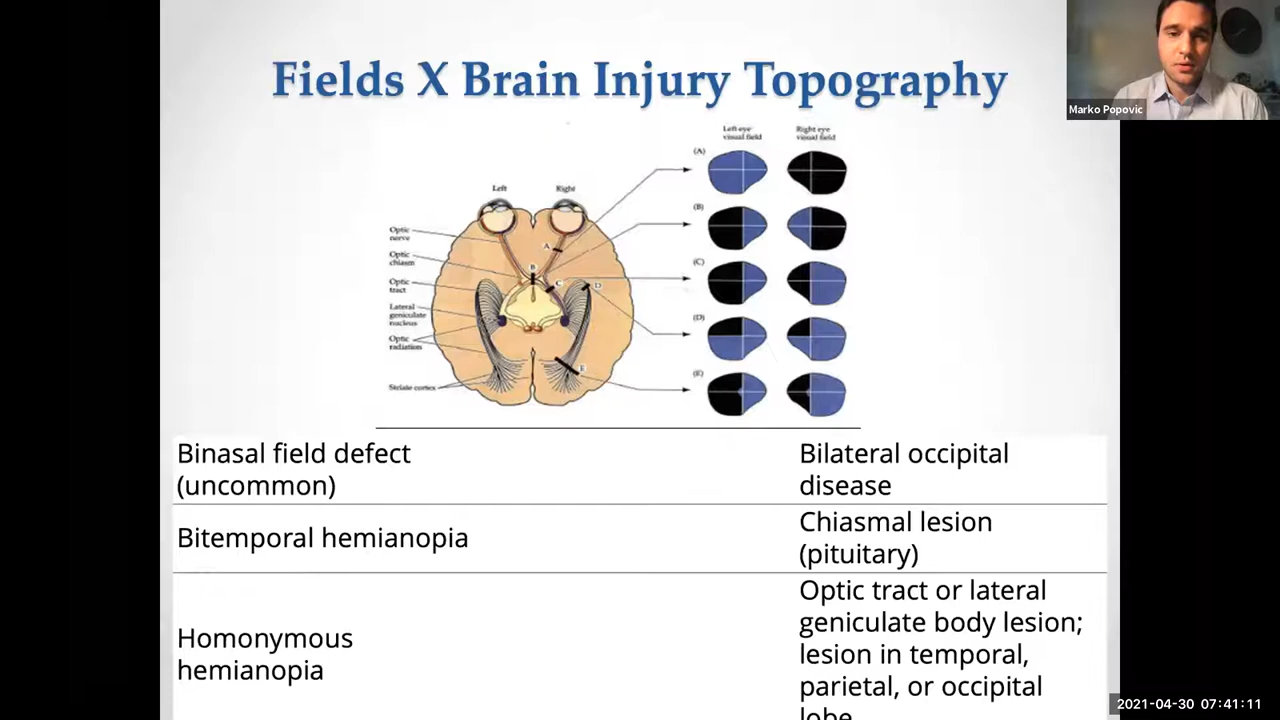 Fields X Brain Injury Topography
Marko Popovic
Left eye
visual field
Right eye
visual field
(A)
Left
Right
(B)
Optic
nerve
A
Optic
chiasm
B
(C)
Optic
tract
C
D
Lateral
geniculate
nucleus
(D)
Optic
radiation
E
(E)
Striate cortex
Binasal field defect
(uncommon)
Bilateral occipital
disease
Bitemporal hemianopia
Chiasmal lesion
(pituitary)
Homonymous
hemianopia
Optic tract or lateral
geniculate body lesion;
lesion in temporal,
parietal, or occipital
lobe
2021-04-30 07:41:11